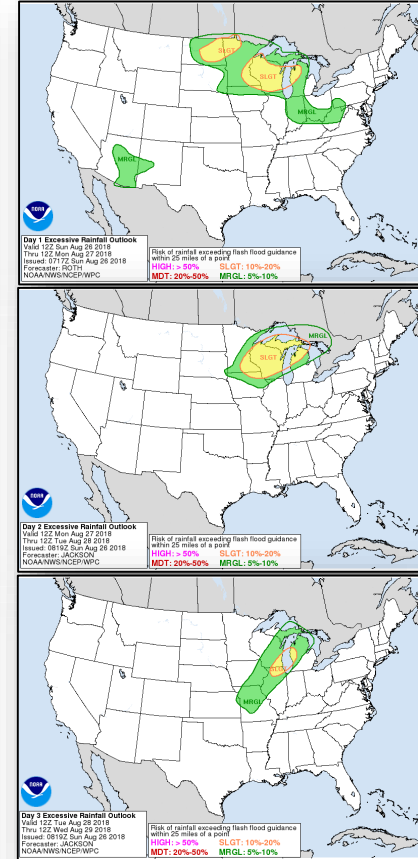 SLGT
SLGT
MRGL
MRGL
NOAA
Day 1 Excessive Rainfall Outlook
Valid 12Z Sun Aug 26 2018
Thru 12Z Mon Aug 27 2018
Issued: 0717Z Sun Aug 26 2018
Forecaster: ROTH
NOAA/NWS/NCEP/WPC
Risk of rainfall exceeding flash flood guidance
within 25 miles of a point
HIGH: > 50% SLGT: 10%-20%
MDT: 20%-50% MRGL: 5%-10%
MRGL
SLGT
NOAA
Day 2 Excessive Rainfall Outlook
Valid 12Z Mon Aug 27 2018
Thru 12Z Tue Aug 28 2018
Issued: 0819Z Sun Aug 26 2018
Forecaster: JACKSON
NOAA/NWS/NCEP/WPC
Risk of rainfall exceeding flash flood guidance
within 25 miles of a point
HIGH: > 50% SLGT: 10%-20%
MDT: 20%-50% MRGL: 5%-10%
SLGT
MRGL
NOAA
Day 3 Excessive Rainfall Outlook
Valid 12Z Tue Aug 28 2018
Thru 12Z Wed Aug 29 2018
Issued: 0819Z Sun Aug 26 2018
Forecaster: JACKSON
NOAA/NWS/NCEP/WPC
Risk of rainfall exceeding flash flood guidance
within 25 miles of a point
HIGH: > 50% SLGT: 10%-20%
MDT: 20%-50% MRGL: 5%-10%